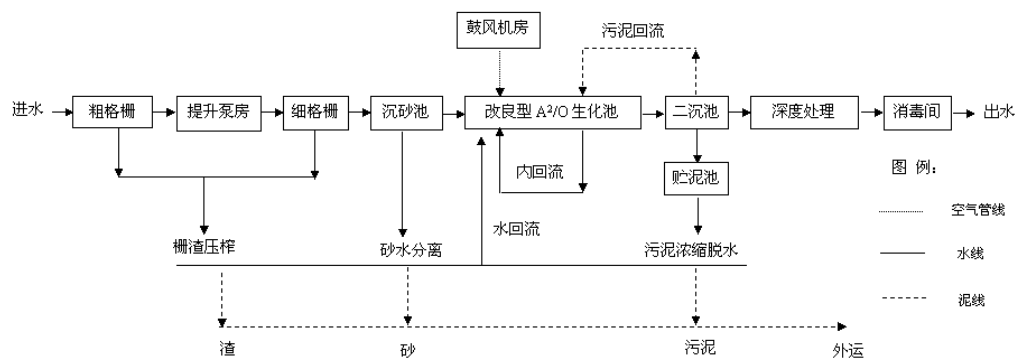 鼓风机房
污泥回流
进水
粗格栅
提升泵房
细格栅
沉砂池
改良型 A²/O 生化池
二沉池
深度处理
消毒间
出水
内回流
贮泥池
图 例：
空气管线
水回流
栅渣压榨
砂水分离
污泥浓缩脱水
水线
泥线
渣
砂
污泥
外运